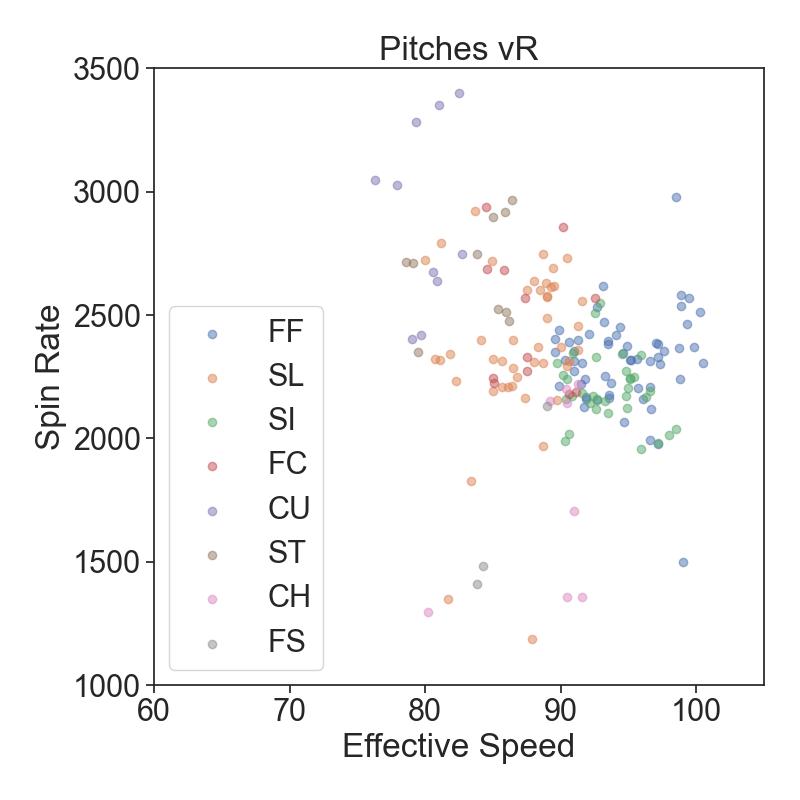 Pitches vR
3500
3000
2500
2000
1500
1000
Spin Rate
FF
SL
SI
FC
CU
ST
CH
FS
60 70 80 90 100
Effective Speed